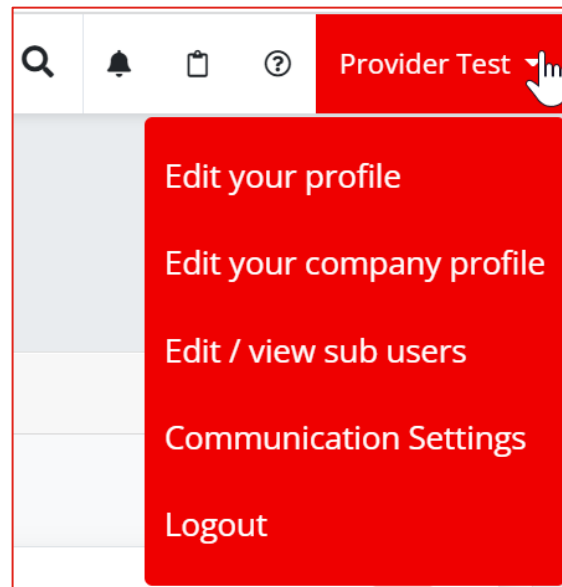 Provider Test
Edit your profile
Edit your company profile
Edit / view sub users
Communication Settings
Logout